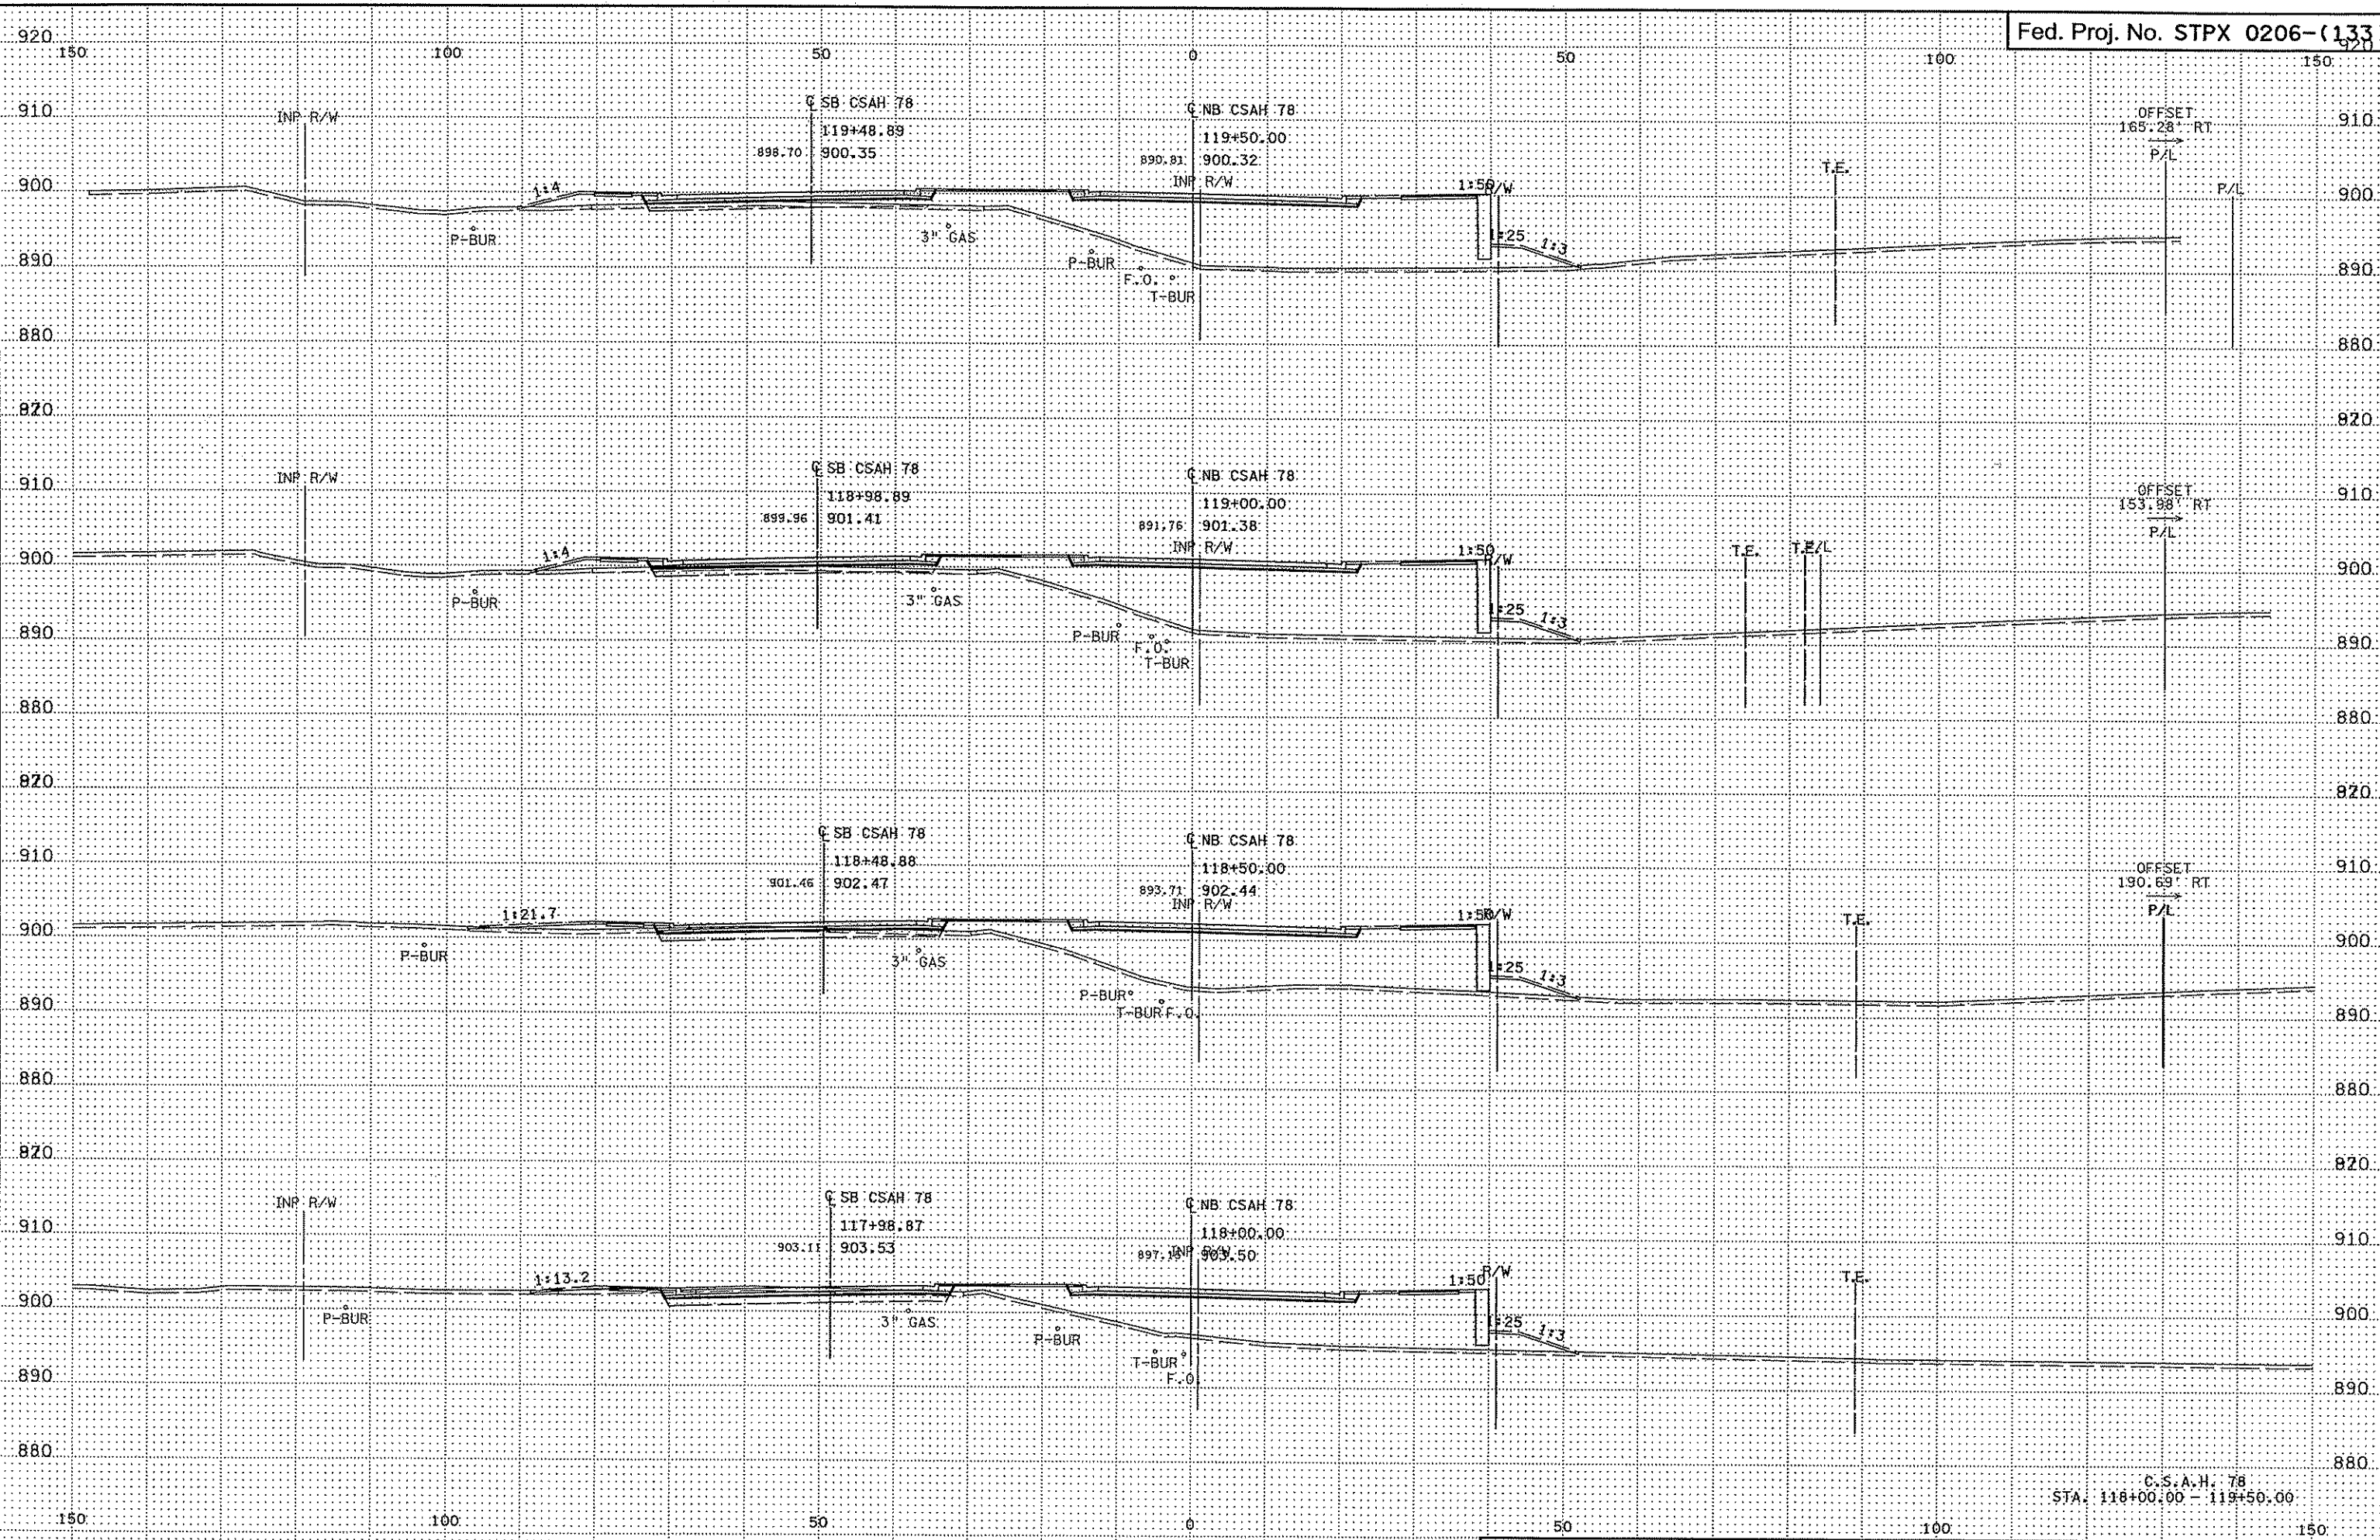 Fed. Proj. No. STPX 0206-(133
920 920
150 100 50 0 50 100 150
910 INP R/W 910
℄ SB CSAH 78
119+48.89
898.70 900.35
℄ NB CSAH 78
119+50.00
890.81 900.32
INP R/W
OFFSET
165.28' RT
P/L
T.E.
P/L
900 1:4 1:50 R/W 900
P-BUR 3" GAS 1:25 1:3
P-BUR
F.O.
T-BUR
890 890
880 880
870 870
910 INP R/W 910
℄ SB CSAH 78
118+98.89
899.96 901.41
℄ NB CSAH 78
119+00.00
891.76 901.38
INP R/W
OFFSET
153.98' RT
P/L
T.E. T.E. P/L
900 1:4 1:50 R/W 900
P-BUR 3" GAS 1:25 1:3
P-BUR
F.O.
T-BUR
890 890
880 880
870 870
910 910
℄ SB CSAH 78
118+48.88
901.46 902.47
℄ NB CSAH 78
118+50.00
893.71 902.44
INP R/W
OFFSET
190.69' RT
P/L
T.E.
900 1:21.7 1:50 R/W 900
P-BUR 3" GAS 1:25 1:3
P-BUR
T-BUR F.O.
890 890
880 880
870 870
910 INP R/W 910
℄ SB CSAH 78
117+98.87
903.11 903.53
℄ NB CSAH 78
118+00.00
903.50
INP R/W
T.E.
900 1:13.2 1:50 R/W 900
P-BUR 3" GAS 1:25 1:3
P-BUR
T-BUR
F.O.
890 890
880 880
C.S.A.H. 78
STA. 118+00.00 - 119+50.00
150 100 50 0 50 100 150